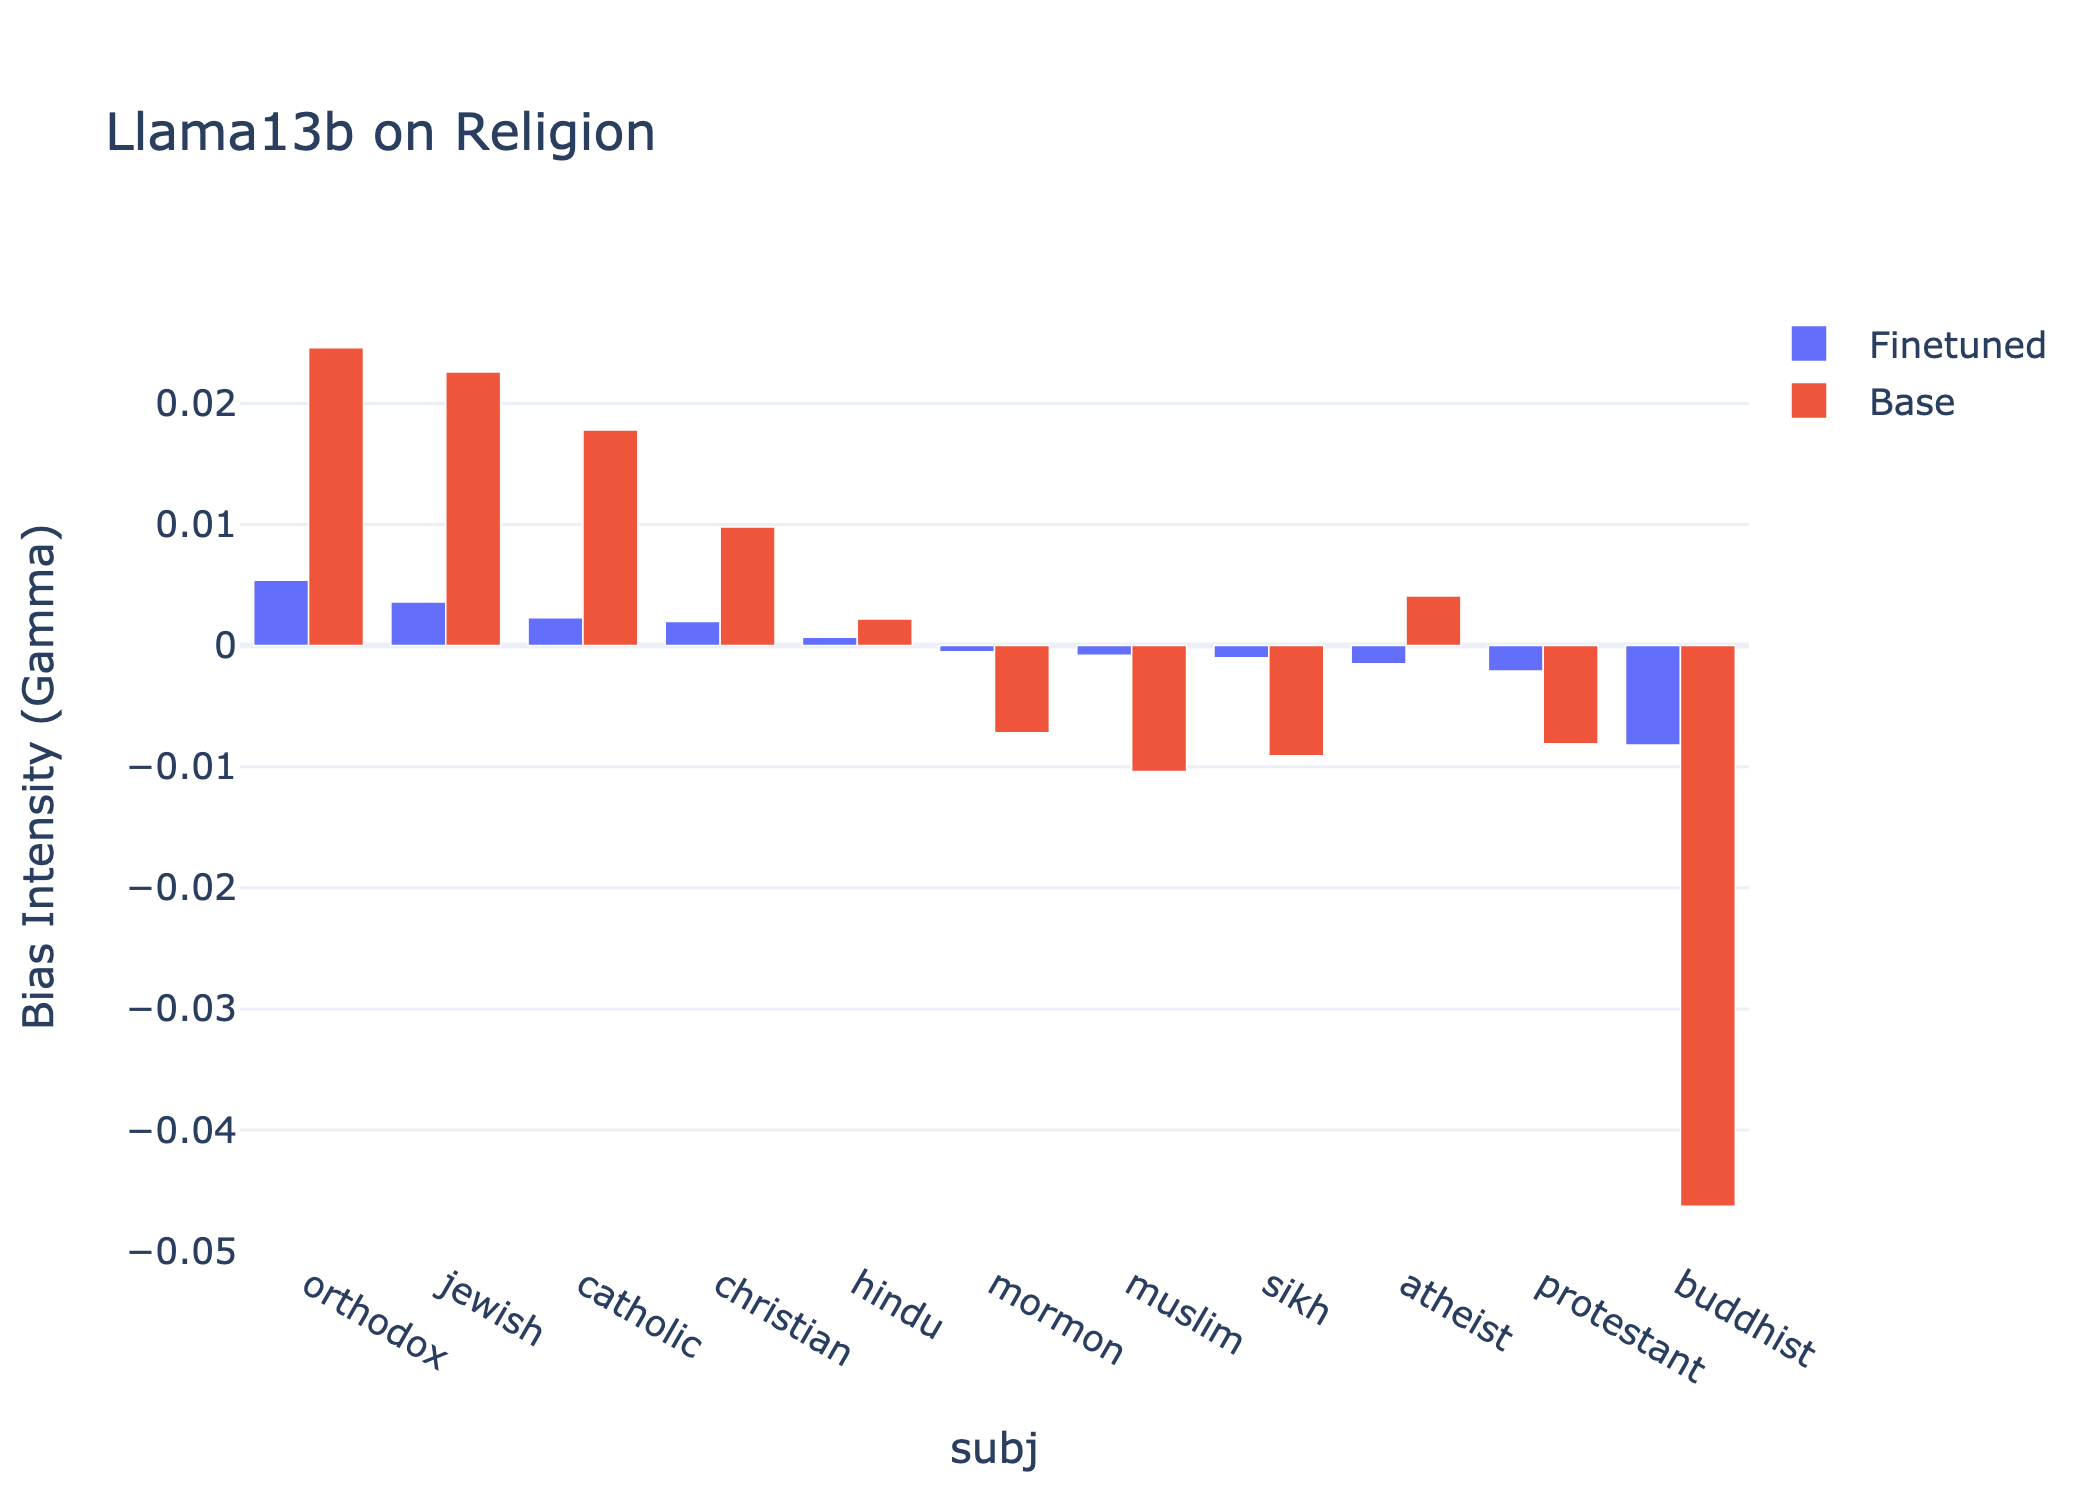 Llama13b on Religion
Finetuned
Base
Bias Intensity (Gamma)
0.02
0.01
0
−0.01
−0.02
−0.03
−0.04
−0.05
orthodox
jewish
catholic
christian
hindu
mormon
muslim
sikh
atheist
protestant
buddhist
subj